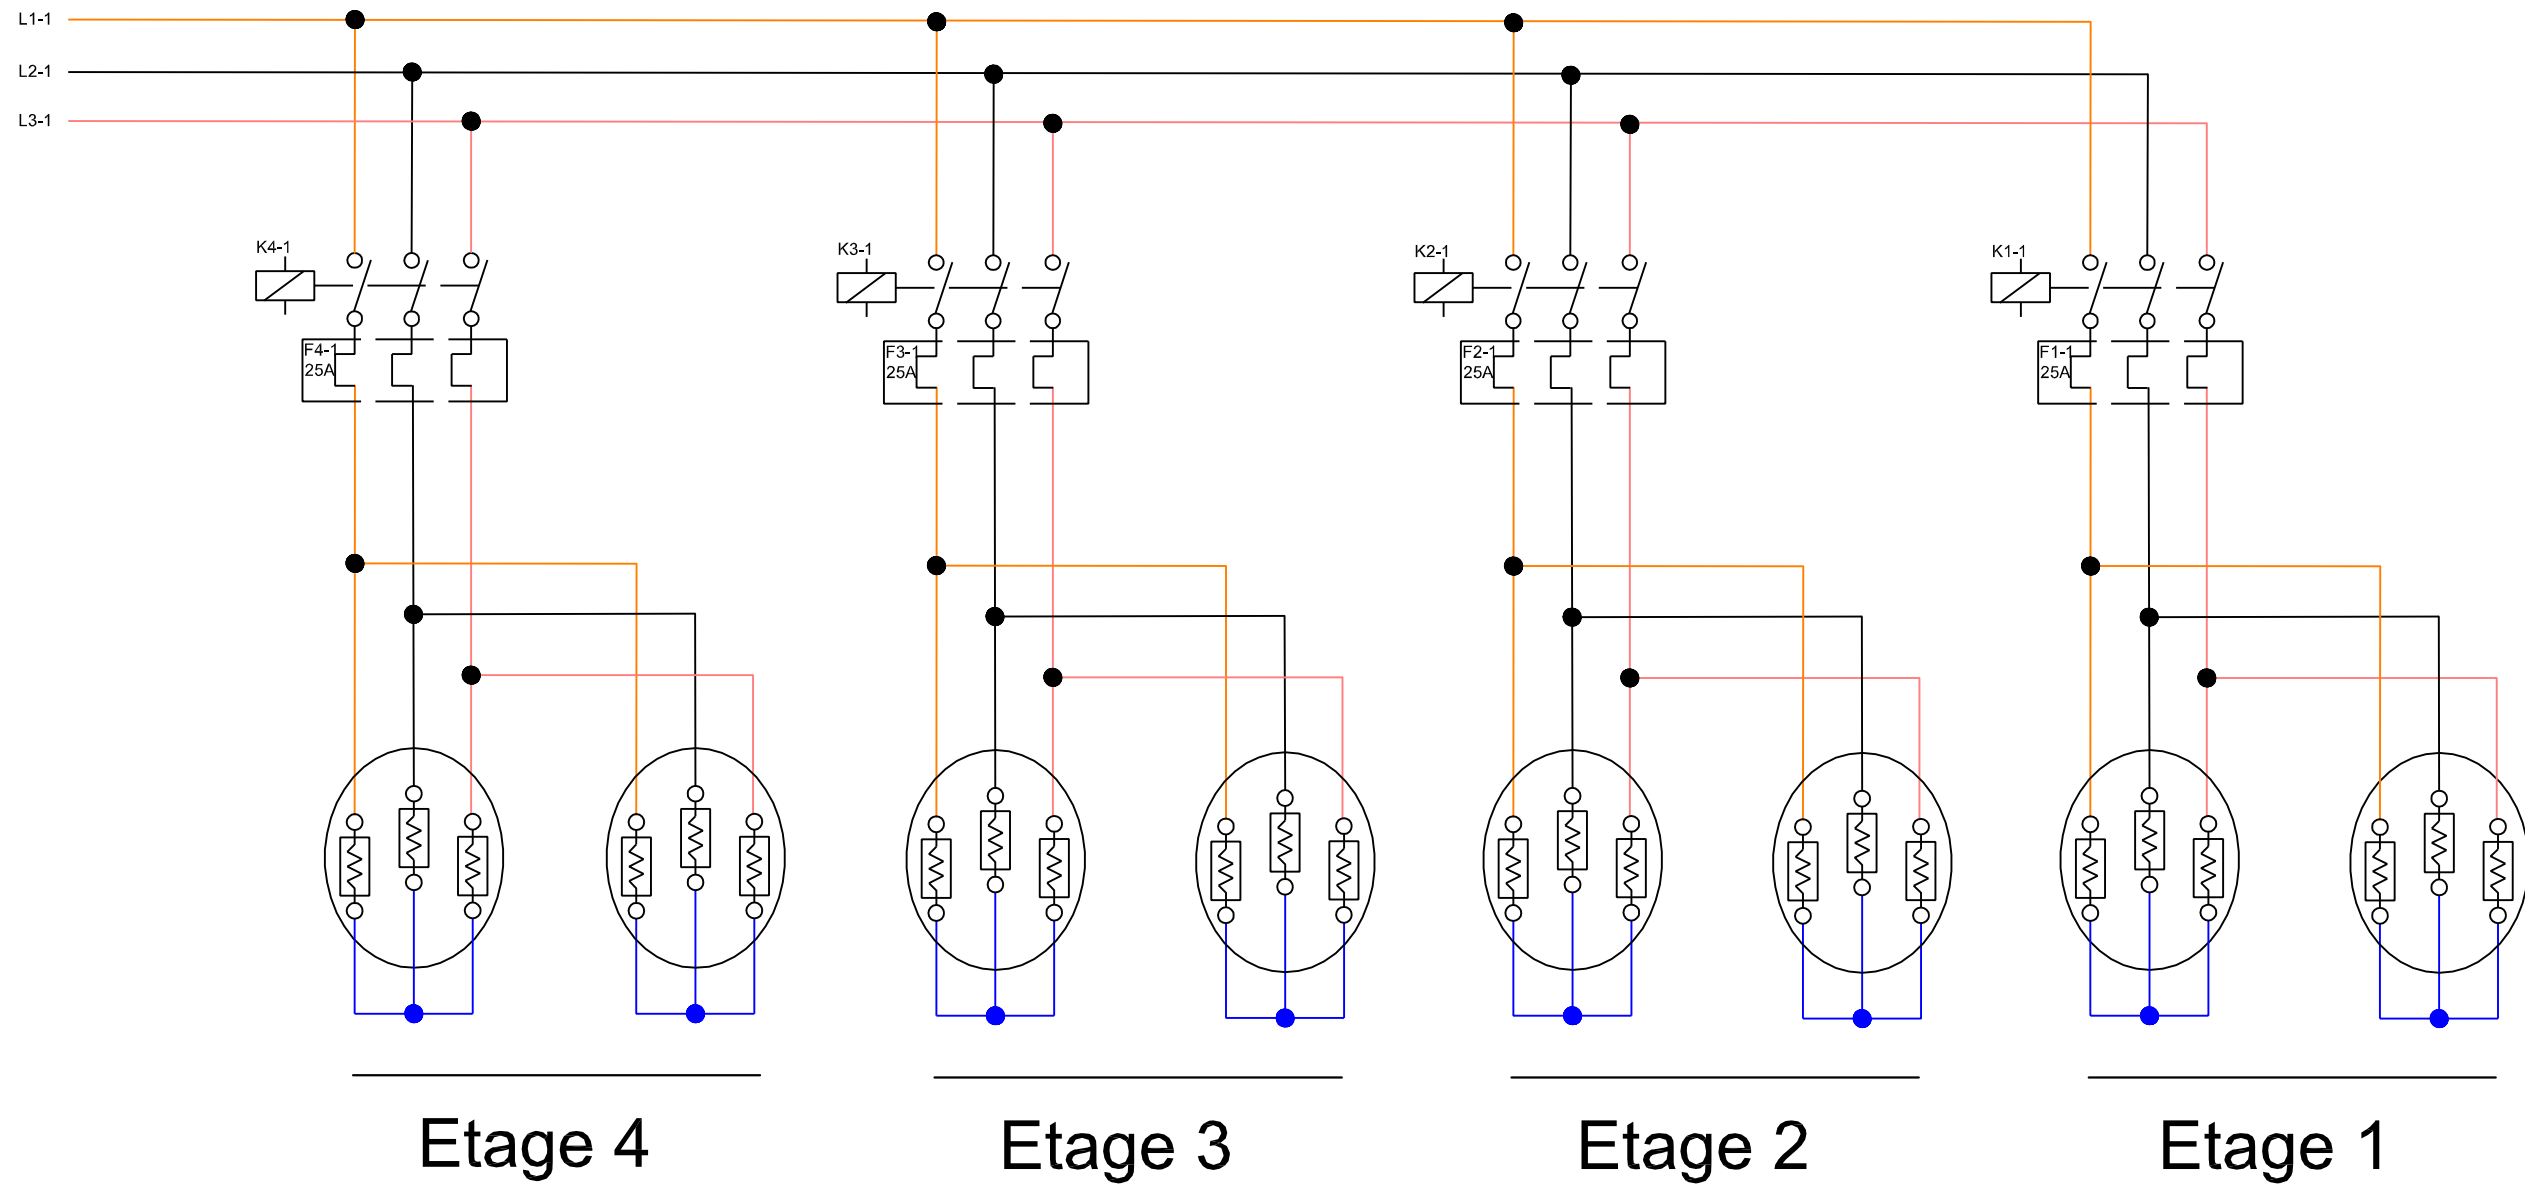 L1-1
L2-1
L3-1
K4-1
K3-1
K2-1
K1-1
F4-1
25A
F3-1
25A
F2-1
25A
F1-1
25A
Etage 4
Etage 3
Etage 2
Etage 1